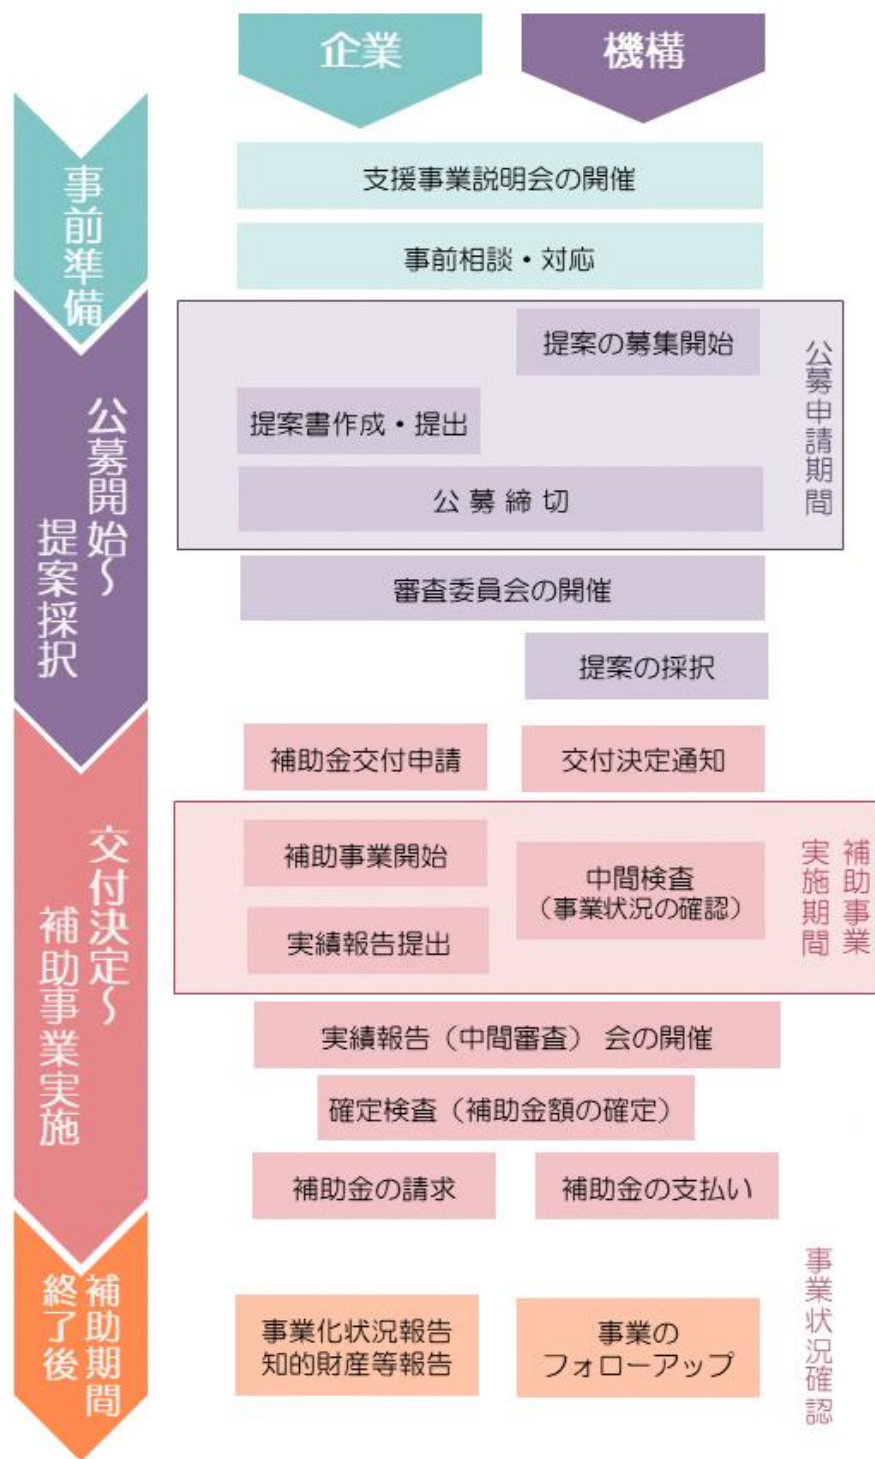 企業
機構
事前準備
支援事業説明会の開催
事前相談・対応
公募開始～
提案採択
提案の募集開始
提案書作成・提出
公募締切
公募申請期間
審査委員会の開催
提案の採択
交付決定～
補助事業実施
補助金交付申請
交付決定通知
補助事業開始
中間検査
（事業状況の確認）
実績報告提出
補助事業
実施期間
実績報告（中間審査） 会の開催
確定検査（補助金額の確定）
補助金の請求
補助金の支払い
補助期間
終了後
事業化状況報告
知的財産等報告
事業の
フォローアップ
事業状況確認